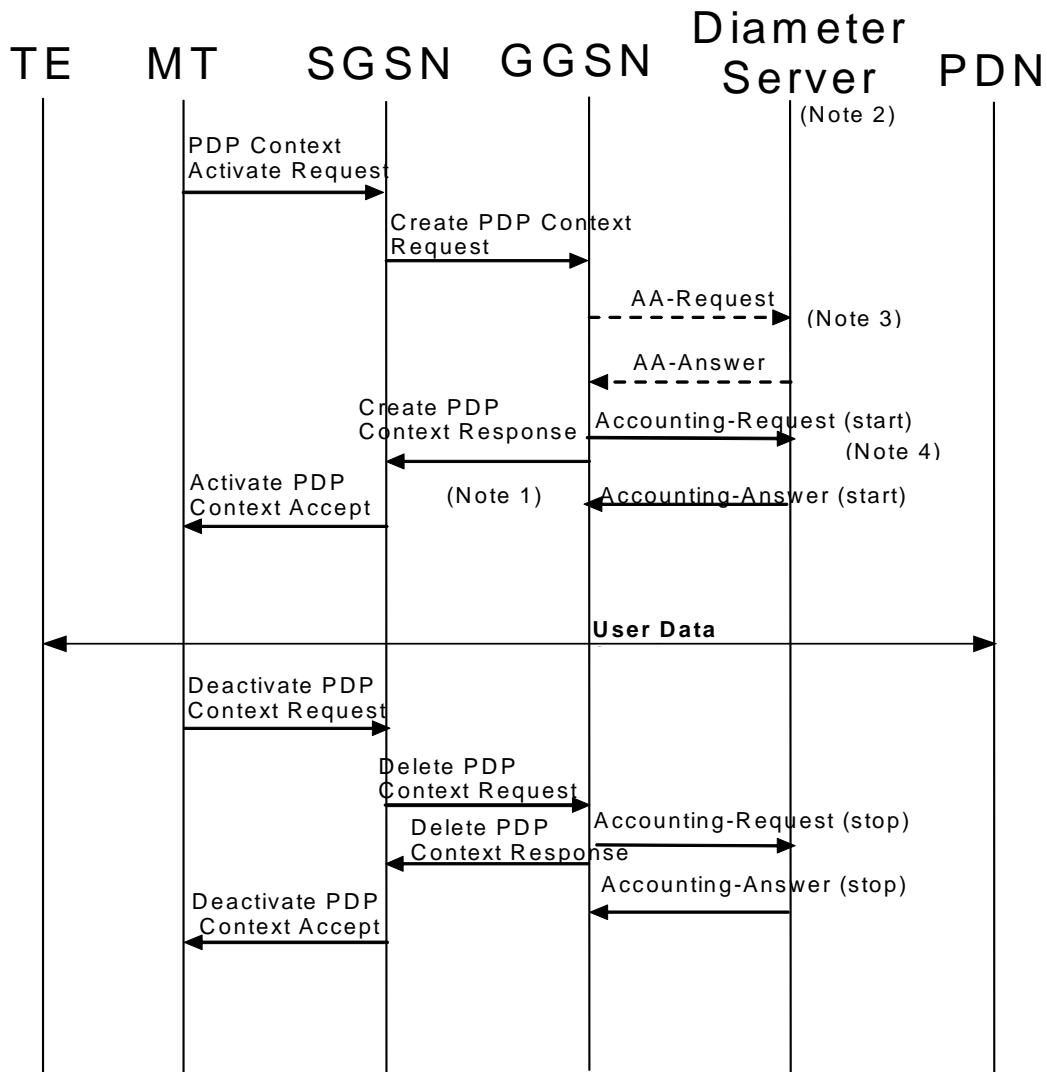 TE
MT
SGSN
GGSN
Diameter
Server
PDN
(Note 2)
PDP Context
Activate Request
Create PDP Context
Request
AA-Request
(Note 3)
AA-Answer
Create PDP
Context Response
Accounting-Request (start)
(Note 4)
Activate PDP
Context Accept
(Note 1)
Accounting-Answer (start)
User Data
Deactivate PDP
Context Request
Delete PDP
Context Request
Accounting-Request (stop)
Delete PDP
Context Response
Accounting-Answer (stop)
Deactivate PDP
Context Accept